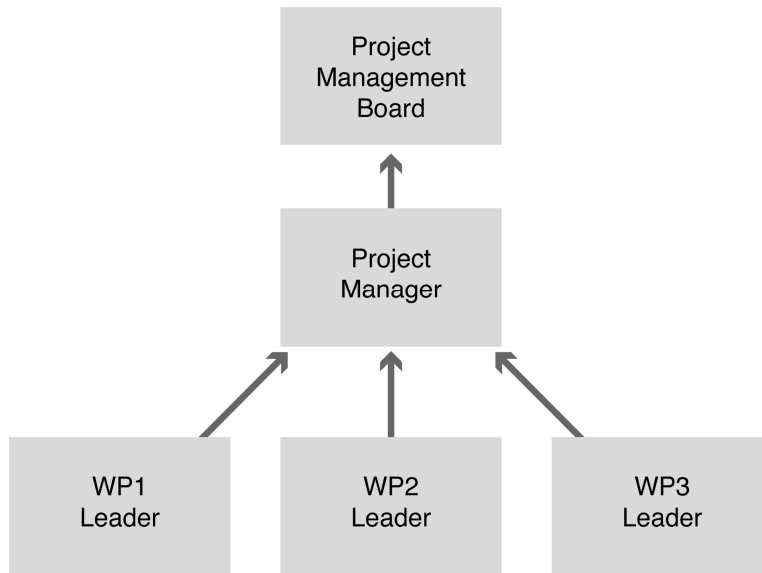 Project
Management
Board
Project
Manager
WP1
Leader
WP2
Leader
WP3
Leader